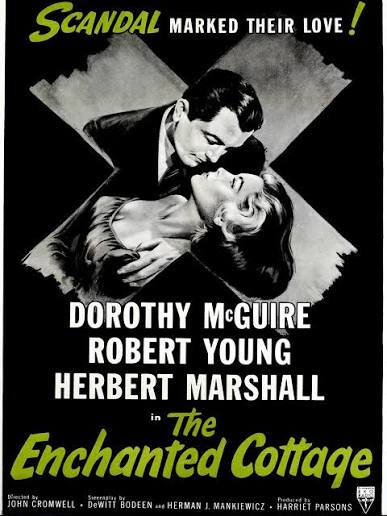 SCANDAL MARKED THEIR LOVE!
DOROTHY McGUIRE
ROBERT YOUNG
HERBERT MARSHALL
in The
Enchanted Cottage
Directed by
JOHN CROMWELL • Screenplay by DeWITT BODEEN and HERMAN J. MANKIEWICZ • Produced by HARRIET PARSONS
RKO